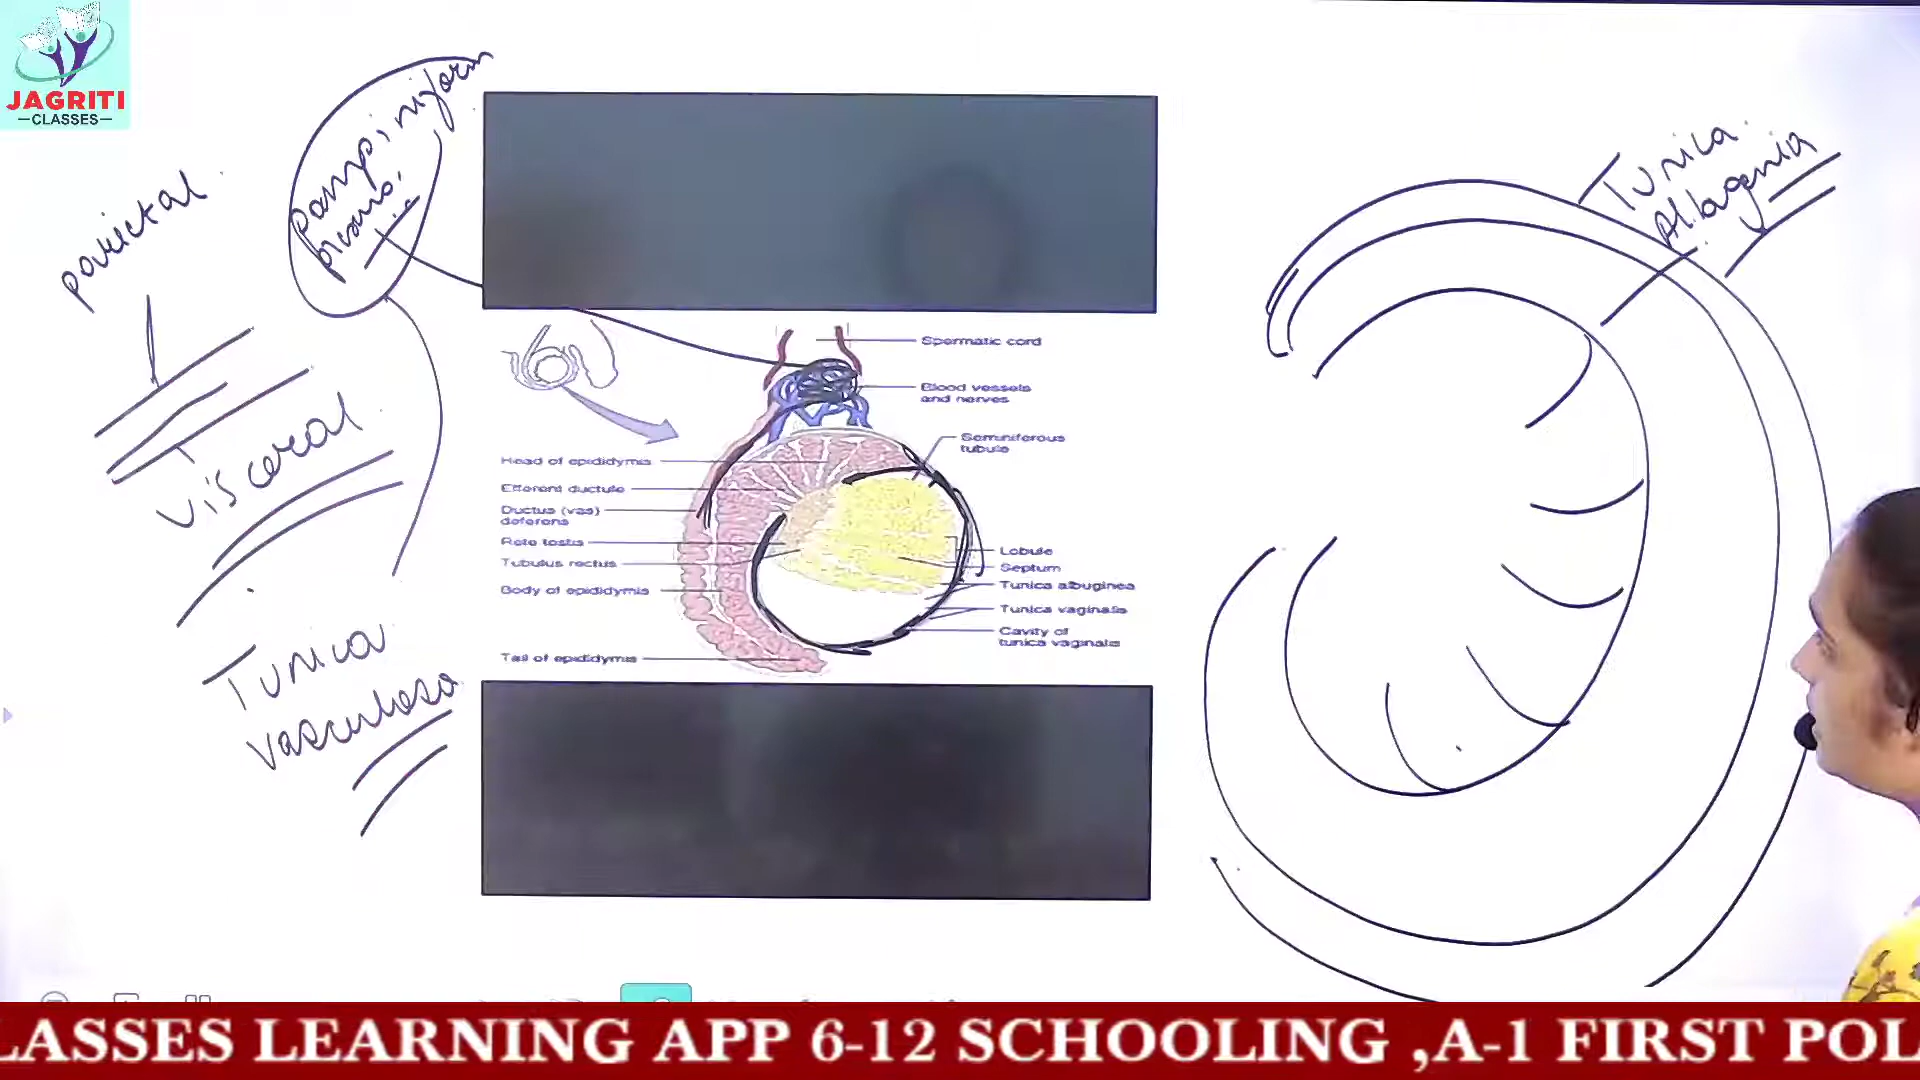 JAGRITI
CLASSES
parietal
visceral
Tunica
vasculosa
Pampiniform
Tunica
Spermatic cord
Blood vessels
and nerves
Seminiferous
tubule
Head of epididymis
Efferent ductule
Ductus (vas)
deferens
Rete testis
Tubulus rectus
Body of epididymis
Tail of epididymis
Lobule
Septum
Tunica albuginea
Tunica vaginalis
Cavity of
tunica vaginalis
LASSES LEARNING APP 6-12 SCHOOLING ,A-1 FIRST POL